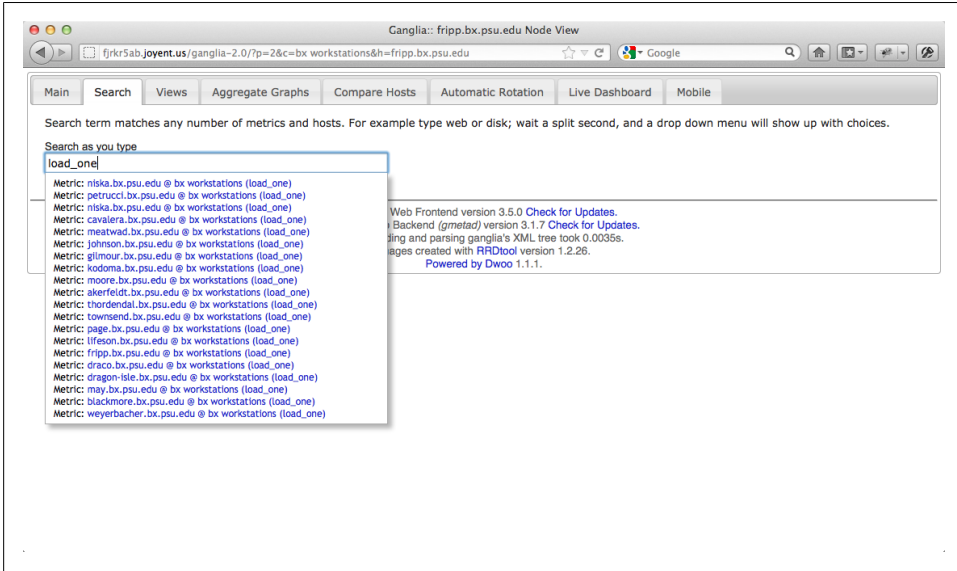 Ganglia:: fripp.bx.psu.edu Node View
fjrkr5ab.joyent.us/ganglia-2.0/?p=2&c=bx workstations&h=fripp.bx.psu.edu
Google
Main Search Views Aggregate Graphs Compare Hosts Automatic Rotation Live Dashboard Mobile
Search term matches any number of metrics and hosts. For example type web or disk; wait a split second, and a drop down menu will show up with choices.
Search as you type
load_one
Metric: niska.bx.psu.edu @ bx workstations (load_one)
Metric: petrucci.bx.psu.edu @ bx workstations (load_one)
Metric: niska.bx.psu.edu @ bx workstations (load_one)
Metric: cavalera.bx.psu.edu @ bx workstations (load_one)
Metric: meatwad.bx.psu.edu @ bx workstations (load_one)
Metric: johnson.bx.psu.edu @ bx workstations (load_one)
Metric: gilmour.bx.psu.edu @ bx workstations (load_one)
Metric: kodoma.bx.psu.edu @ bx workstations (load_one)
Metric: moore.bx.psu.edu @ bx workstations (load_one)
Metric: akerfeldt.bx.psu.edu @ bx workstations (load_one)
Metric: thordendal.bx.psu.edu @ bx workstations (load_one)
Metric: townsend.bx.psu.edu @ bx workstations (load_one)
Metric: page.bx.psu.edu @ bx workstations (load_one)
Metric: lifeson.bx.psu.edu @ bx workstations (load_one)
Metric: fripp.bx.psu.edu @ bx workstations (load_one)
Metric: draco.bx.psu.edu @ bx workstations (load_one)
Metric: dragon-isle.bx.psu.edu @ bx workstations (load_one)
Metric: may.bx.psu.edu @ bx workstations (load_one)
Metric: blackmore.bx.psu.edu @ bx workstations (load_one)
Metric: weyerbacher.bx.psu.edu @ bx workstations (load_one)
Web Frontend version 3.5.0 Check for Updates.
Backend (gmetad) version 3.1.7 Check for Updates.
ding and parsing ganglia's XML tree took 0.0035s.
ages created with RRDtool version 1.2.26.
Powered by Dwoo 1.1.1.